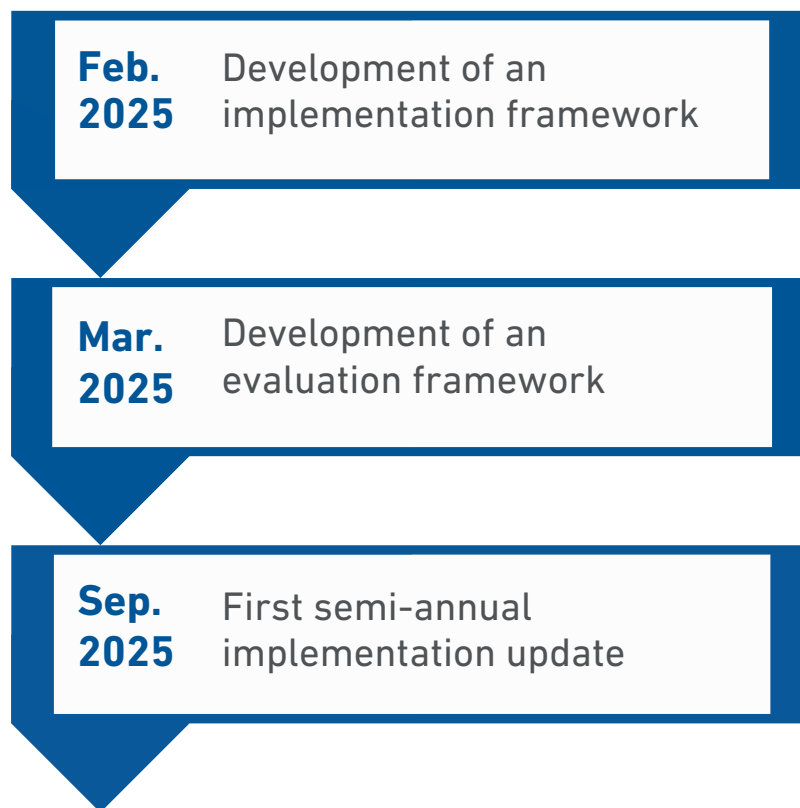 Feb.
2025
Development of an
implementation framework
Mar.
2025
Development of an
evaluation framework
Sep.
2025
First semi-annual
implementation update